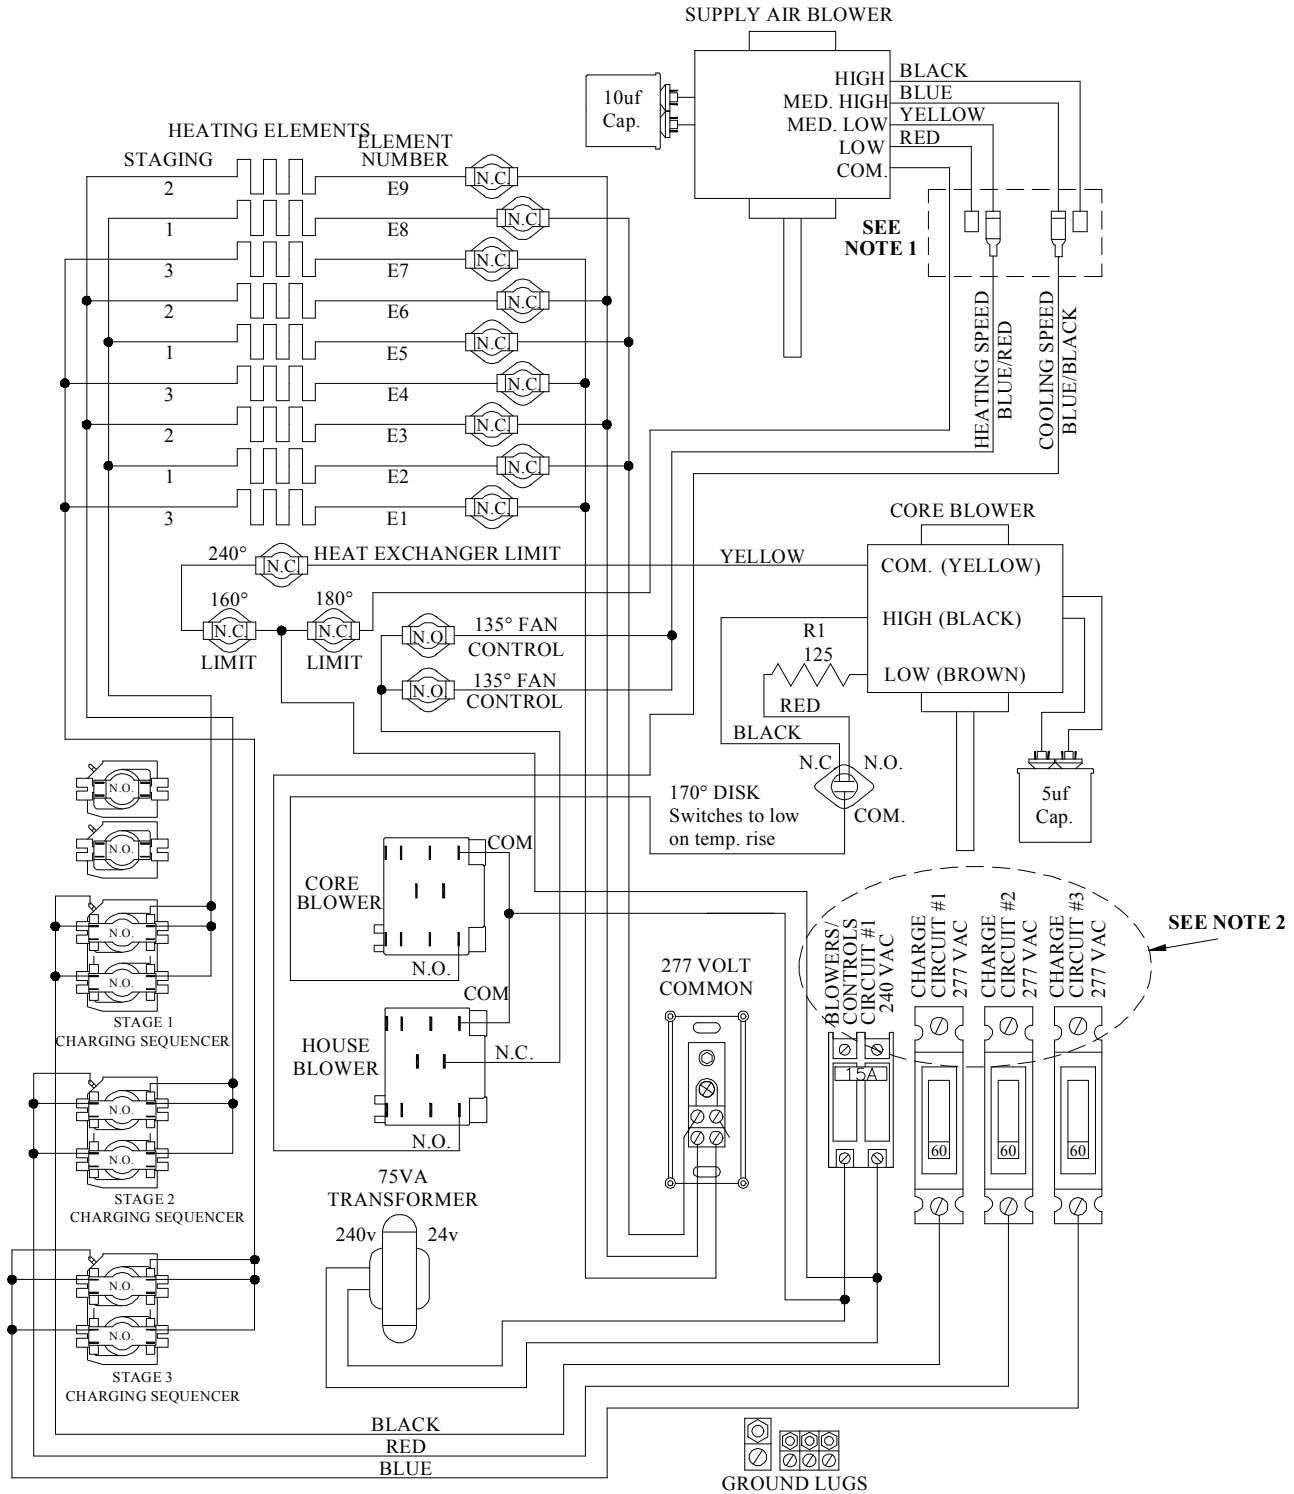 SUPPLY AIR BLOWER
10uf
Cap.
HIGH
MED. HIGH
MED. LOW
LOW
COM.
BLACK
BLUE
YELLOW
RED
SEE
NOTE 1
HEATING SPEED
BLUE/RED
COOLING SPEED
BLUE/BLACK
HEATING ELEMENTS
STAGING
ELEMENT
NUMBER
2
E9
N.C.
1
E8
N.C.
3
E7
N.C.
2
E6
N.C.
1
E5
N.C.
3
E4
N.C.
2
E3
N.C.
1
E2
N.C.
3
E1
N.C.
240°
N.C.
HEAT EXCHANGER LIMIT
YELLOW
160°
N.C.
LIMIT
180°
N.C.
LIMIT
N.O.
135° FAN
CONTROL
N.O.
135° FAN
CONTROL
CORE BLOWER
COM. (YELLOW)
HIGH (BLACK)
LOW (BROWN)
R1
125
RED
BLACK
N.C.
N.O.
COM.
170° DISK
Switches to low
on temp. rise
5uf
Cap.
N.O.
N.O.
N.O.
N.O.
STAGE 1
CHARGING SEQUENCER
N.O.
N.O.
STAGE 2
CHARGING SEQUENCER
N.O.
N.O.
STAGE 3
CHARGING SEQUENCER
CORE
BLOWER
COM
N.O.
HOUSE
BLOWER
COM
N.C.
N.O.
277 VOLT
COMMON
75VA
TRANSFORMER
240v
24v
BLOWERS/
CONTROLS
CIRCUIT #1
240 VAC
CHARGE
CIRCUIT #1
277 VAC
CHARGE
CIRCUIT #2
277 VAC
CHARGE
CIRCUIT #3
277 VAC
SEE NOTE 2
15A
60
60
60
BLACK
RED
BLUE
GROUND LUGS